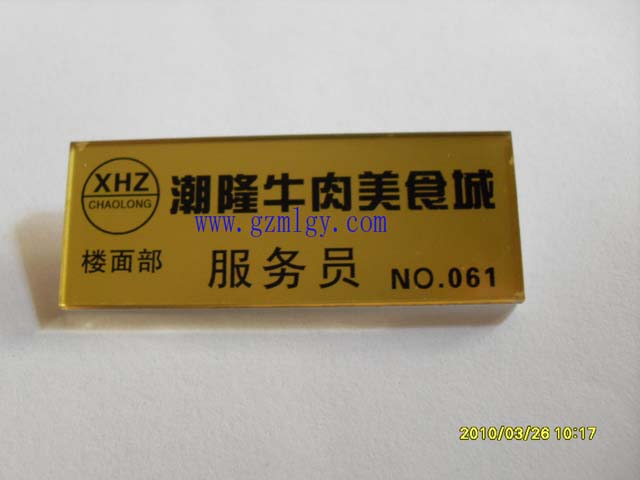 XHZ
CHAOLONG
潮隆牛肉美食城
www.gzmlgy.com
楼面部 服务员 NO.061
2010/03/26 10:17